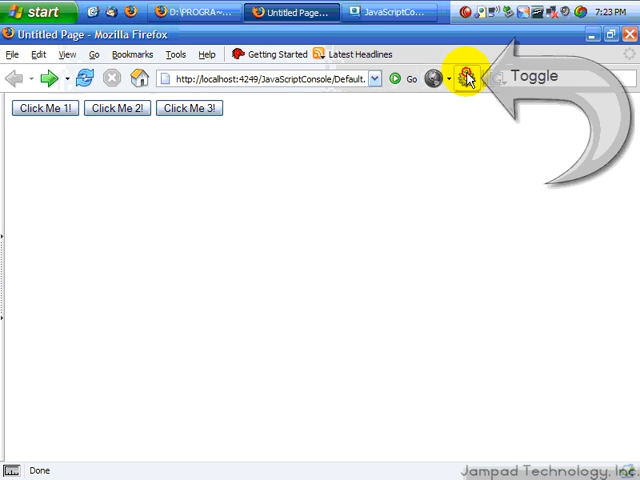 start
D:\PROGRA~...
Untitled Page...
JavaScriptCo...
7:23 PM
Untitled Page - Mozilla Firefox
File Edit View Go Bookmarks Tools Help
Getting Started
Latest Headlines
http://localhost:4249/JavaScriptConsole/Default.
Go
Toggle
Click Me 1!
Click Me 2!
Click Me 3!
Done
Jampad Technology, Inc.